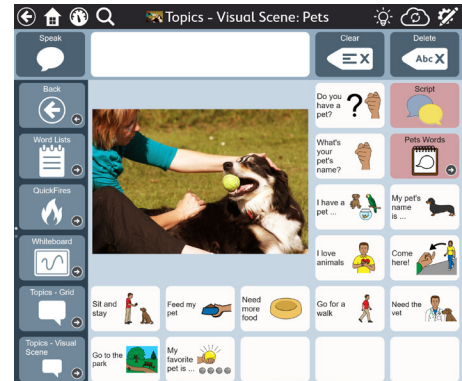 Topics - Visual Scene: Pets
Speak
Clear
Delete
X
Abc X
Back
Do you
have a
pet?
?
Script
Word Lists
What's
your
pet's
name?
Pets Words
QuickFires
I have a
pet ...
My pet's
name
is ...
Whiteboard
I love
animals
Come
here!
Topics - Grid
Sit and
stay
Feed my
pet
Need
more
food
Go for a
walk
Need the
vet
Topics - Visual
Scene
Go to the
park
My
favorite
pet is ...